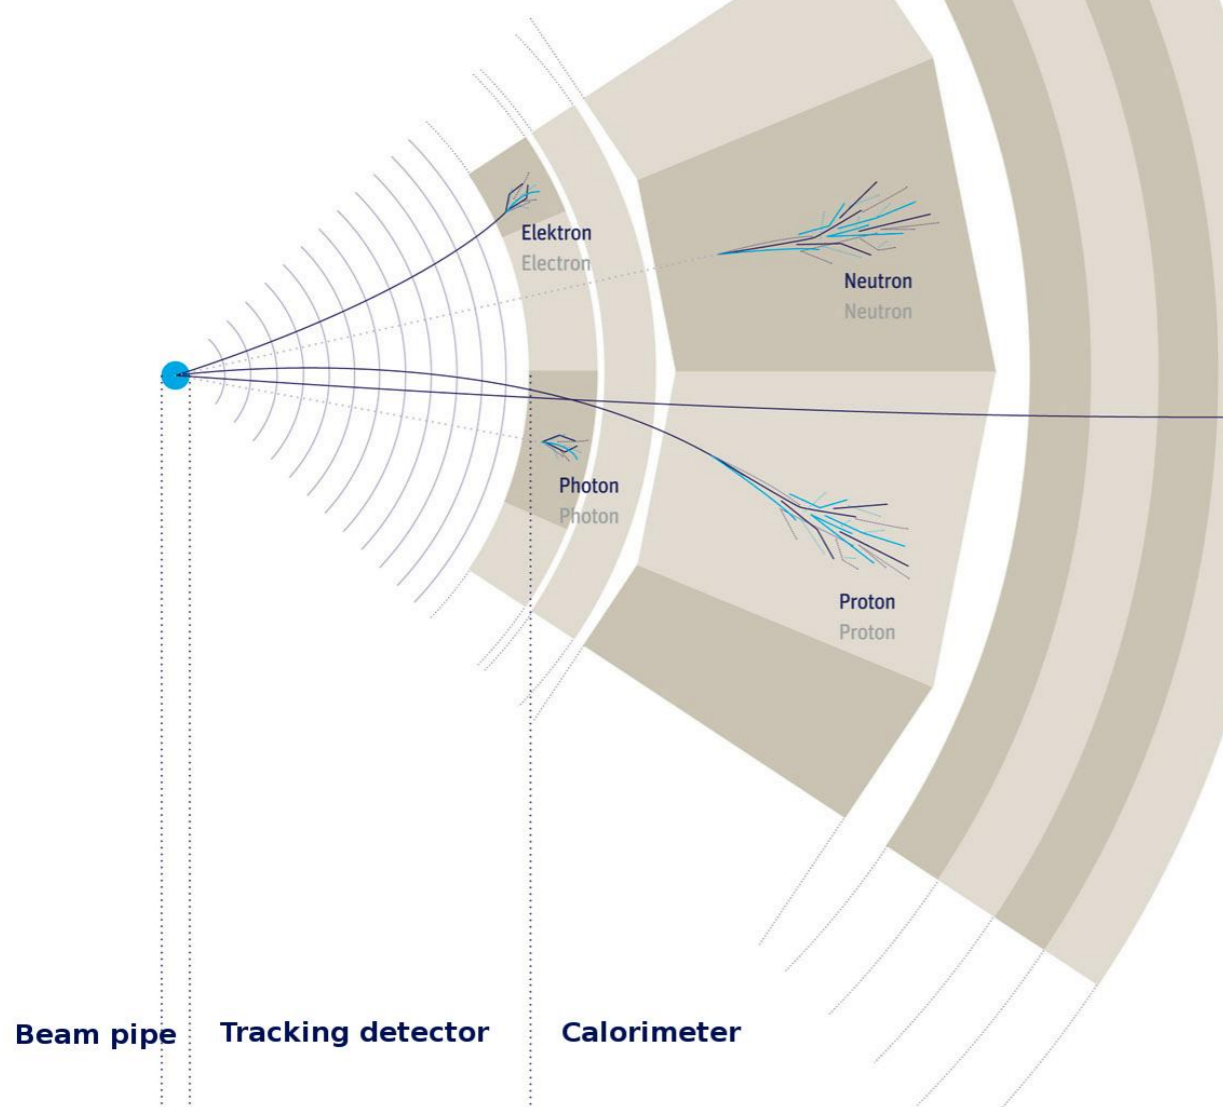 Elektron
Electron
Neutron
Neutron
Photon
Photon
Proton
Proton
Beam pipe
Tracking detector
Calorimeter